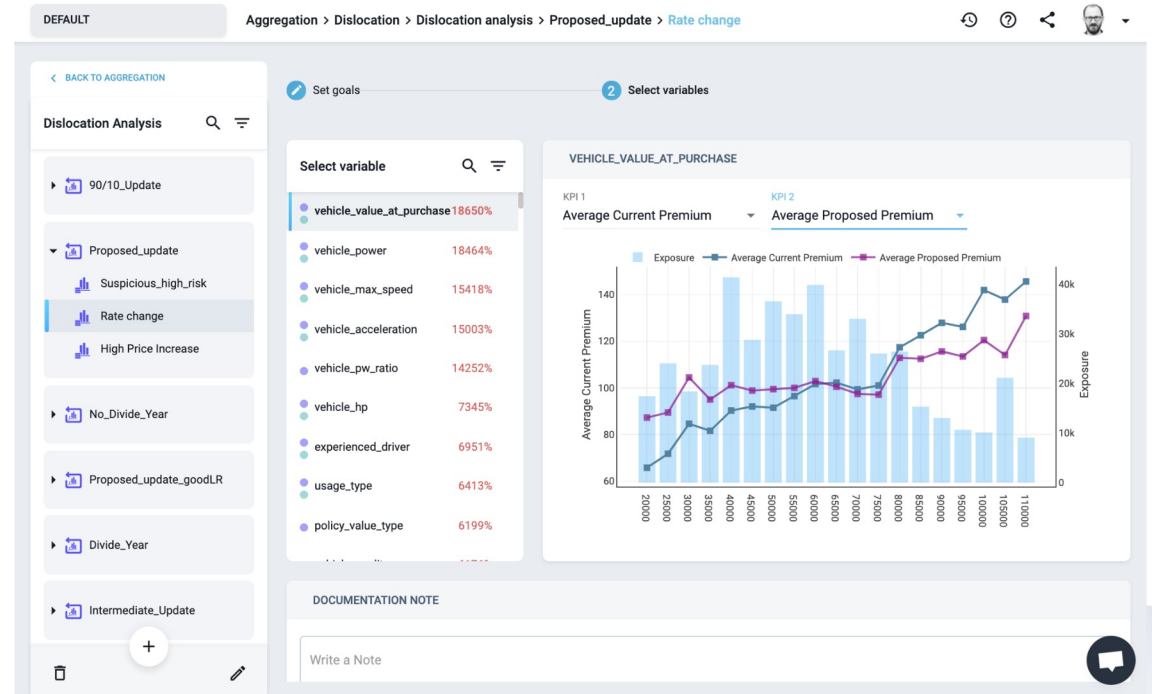 DEFAULT
Aggregation > Dislocation > Dislocation analysis > Proposed_update > Rate change
BACK TO AGGREGATION
Dislocation Analysis
90/10_Update
Proposed_update
Suspicious_high_risk
Rate change
High Price Increase
No_Divide_Year
Proposed_update_goodLR
Divide_Year
Intermediate_Update
+
Set goals
2 Select variables
Select variable
vehicle_value_at_purchase 18650%
vehicle_power 18464%
vehicle_max_speed 15418%
vehicle_acceleration 15003%
vehicle_pw_ratio 14252%
vehicle_hp 7345%
experienced_driver 6951%
usage_type 6413%
policy_value_type 6199%
VEHICLE_VALUE_AT_PURCHASE
KPI 1
Average Current Premium
KPI 2
Average Proposed Premium
Exposure Average Current Premium Average Proposed Premium
Average Current Premium
140
120
100
80
60
40k
30k
20k
10k
0
Exposure
20000 25000 30000 35000 40000 45000 50000 55000 60000 65000 70000 75000 80000 85000 90000 95000 100000 105000 110000
DOCUMENTATION NOTE
Write a Note